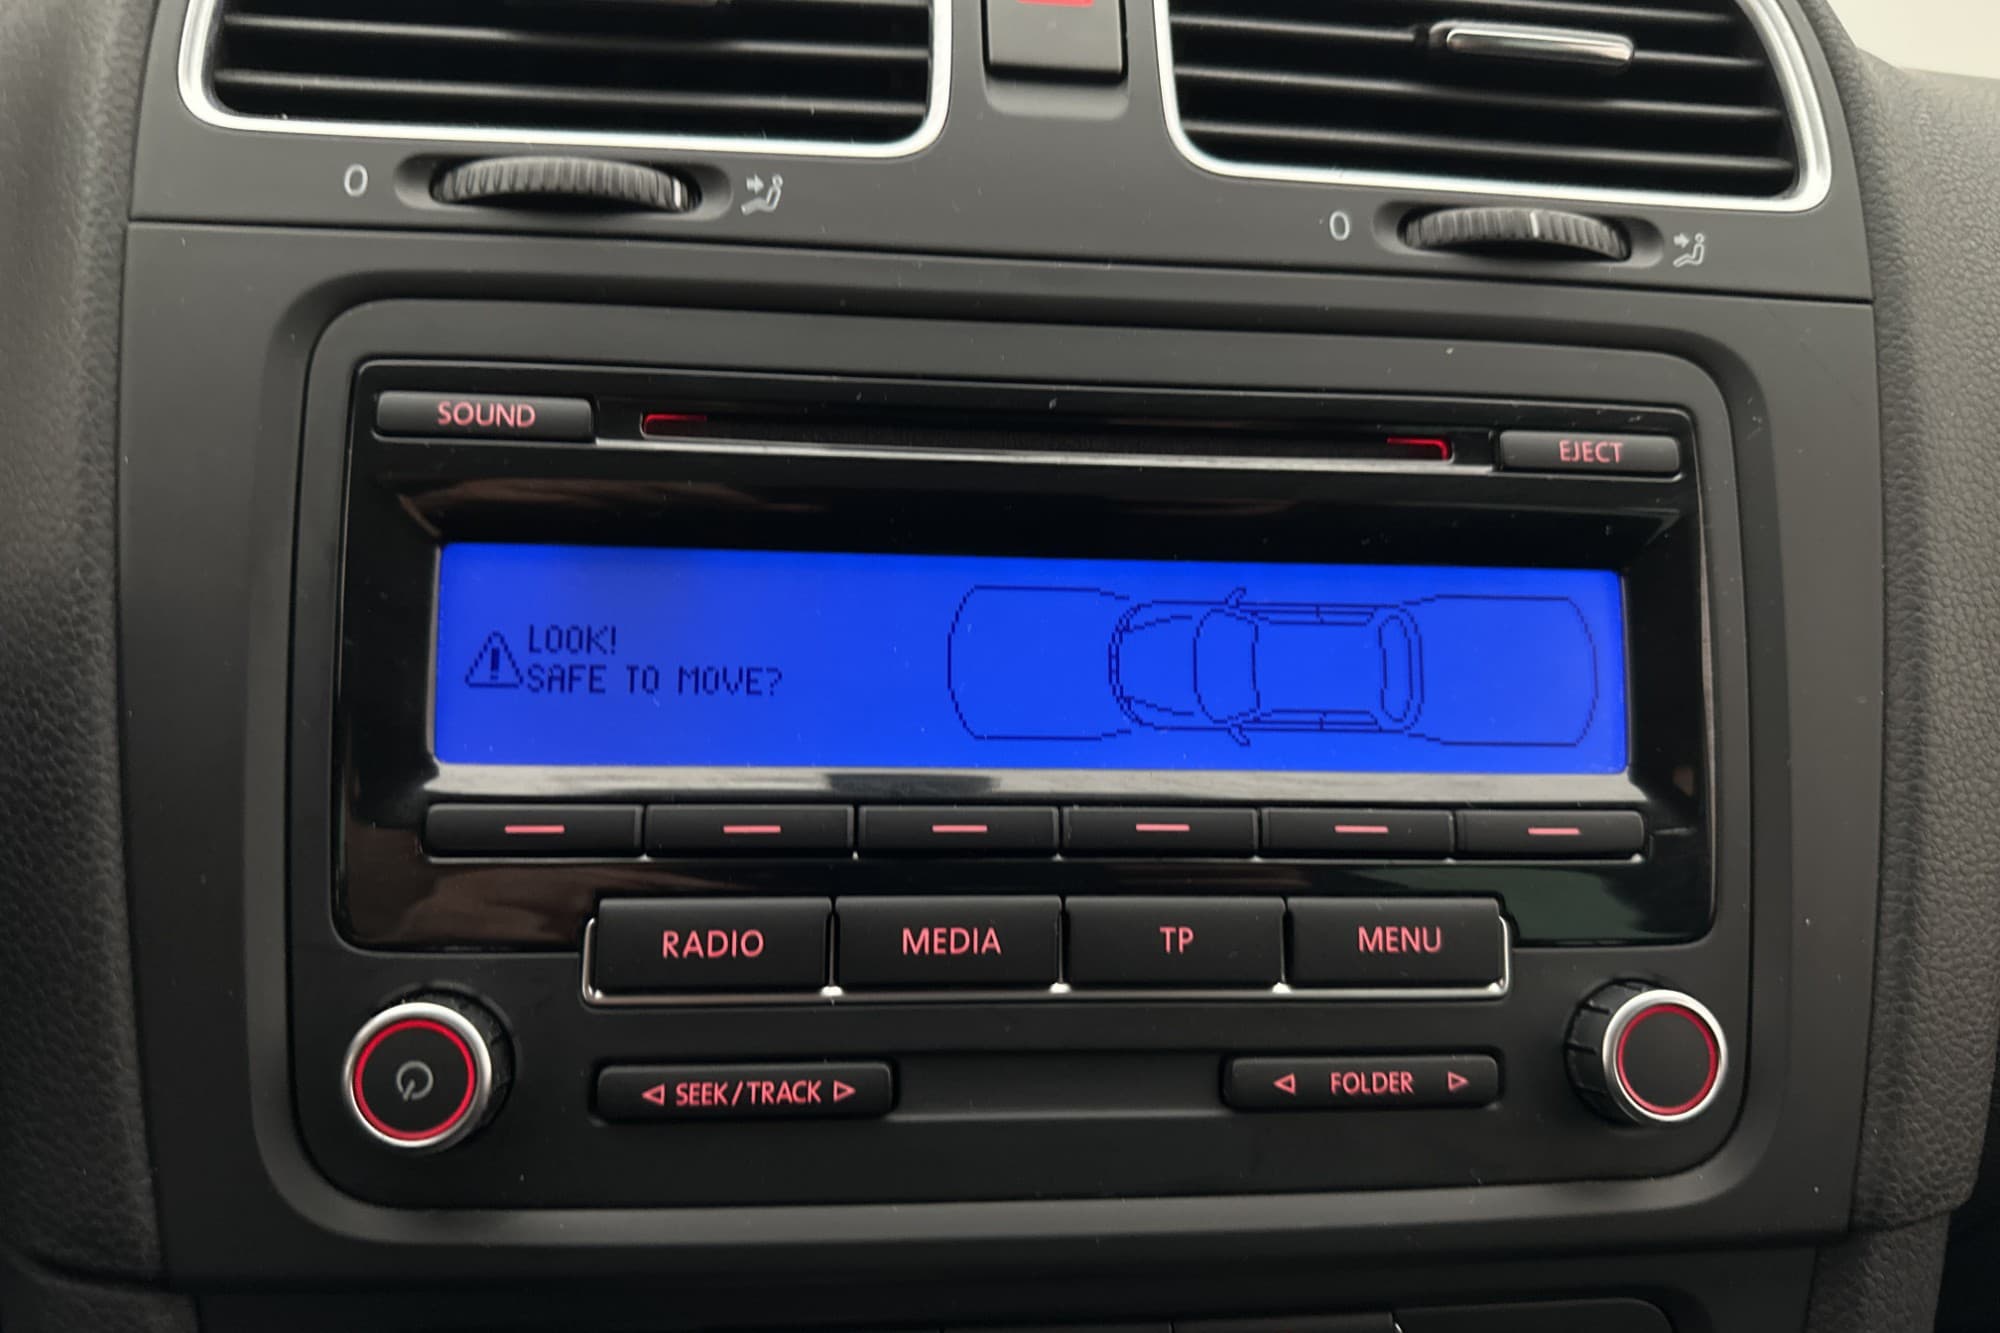 0
0
SOUND
EJECT
LOOK!
SAFE TO MOVE?
RADIO MEDIA TP MENU
SEEK/TRACK
FOLDER